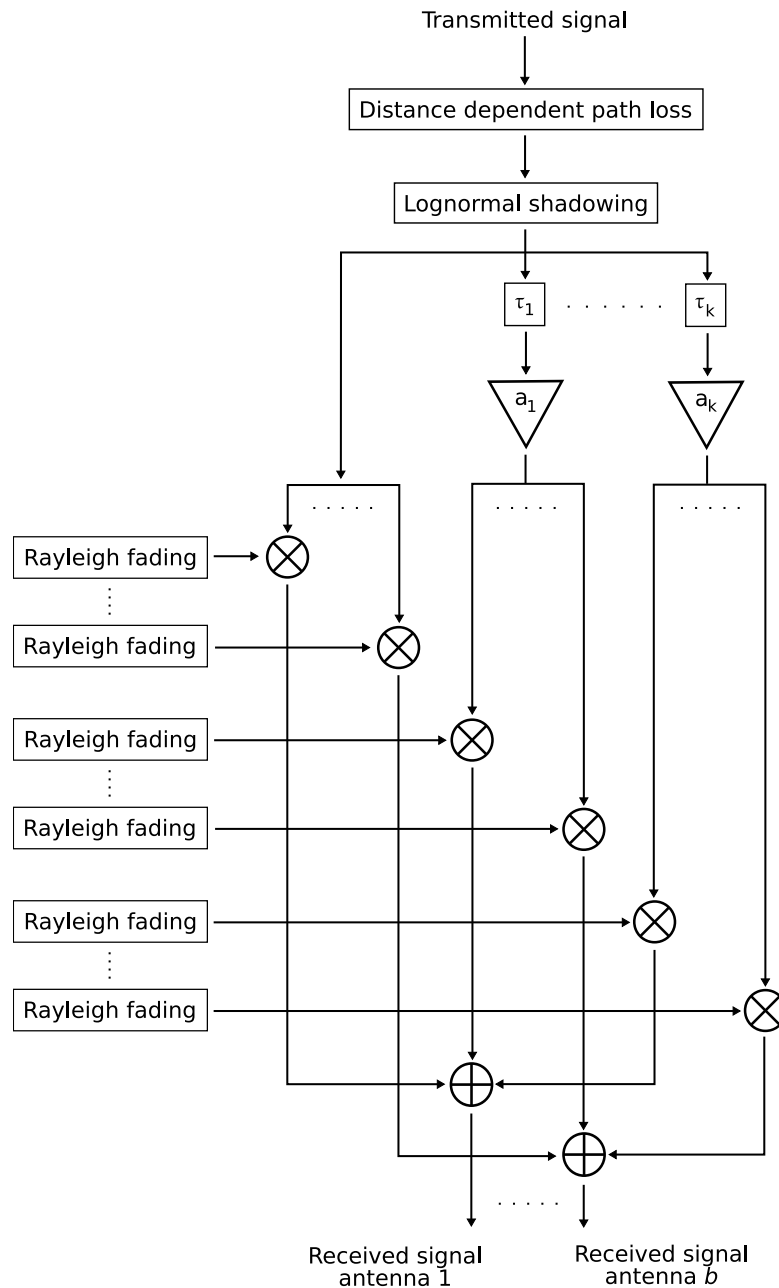 Transmitted signal
Distance dependent path loss
Lognormal shadowing
τ1 . . . . . . τk
a1 ak
. . . . . . . . . . . . . . .
Rayleigh fading
Rayleigh fading
Rayleigh fading
Rayleigh fading
Rayleigh fading
Rayleigh fading
. . . . .
Received signal
antenna 1
Received signal
antenna b